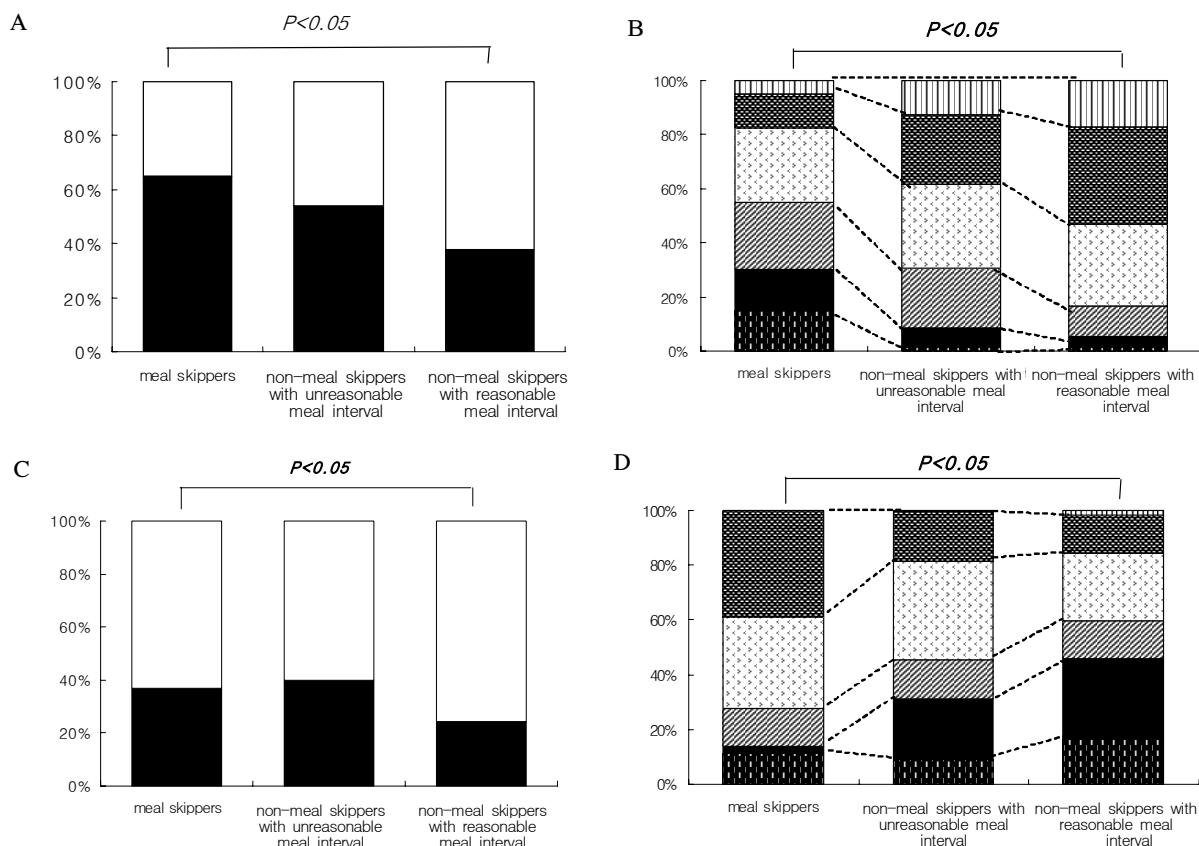 A
P<0.05
100%
80%
60%
40%
20%
0%
meal skippers
non-meal skippers
with unreasonable
meal interval
non-meal skippers
with reasonable
meal interval
B
P<0.05
100%
80%
60%
40%
20%
0%
meal skippers
non-meal skippers with
unreasonable meal
interval
non-meal skippers with
reasonable meal
interval
C
P<0.05
100%
80%
60%
40%
20%
0%
meal skippers
non-meal skippers
with unreasonable
meal interval
non-meal skippers
with reasonable
meal interval
D
P<0.05
100%
80%
60%
40%
20%
0%
meal skippers
non-meal skippers with
unreasonable meal
interval
non-meal skippers with
reasonable meal
interval